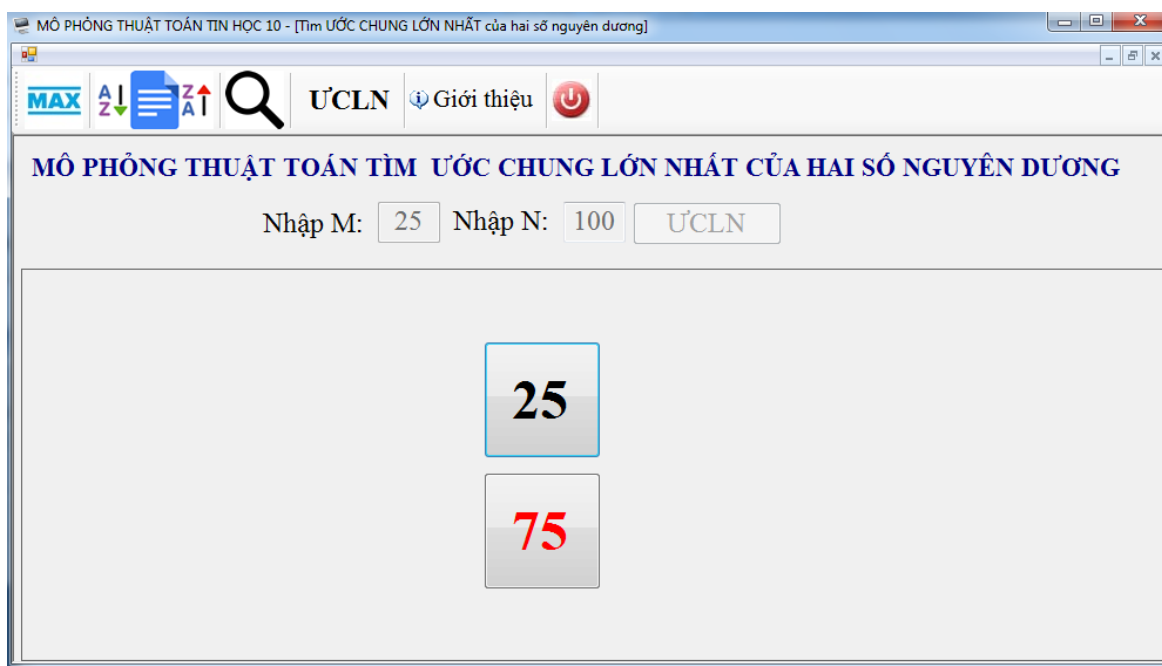 MÔ PHỎNG THUẬT TOÁN TIN HỌC 10 - [Tìm ƯỚC CHUNG LỚN NHẤT của hai số nguyên dương]
MAX A Z Z A ƯCLN Giới thiệu
MÔ PHỎNG THUẬT TOÁN TÌM ƯỚC CHUNG LỚN NHẤT CỦA HAI SỐ NGUYÊN DƯƠNG
Nhập M: 25 Nhập N: 100 ƯCLN
25
75